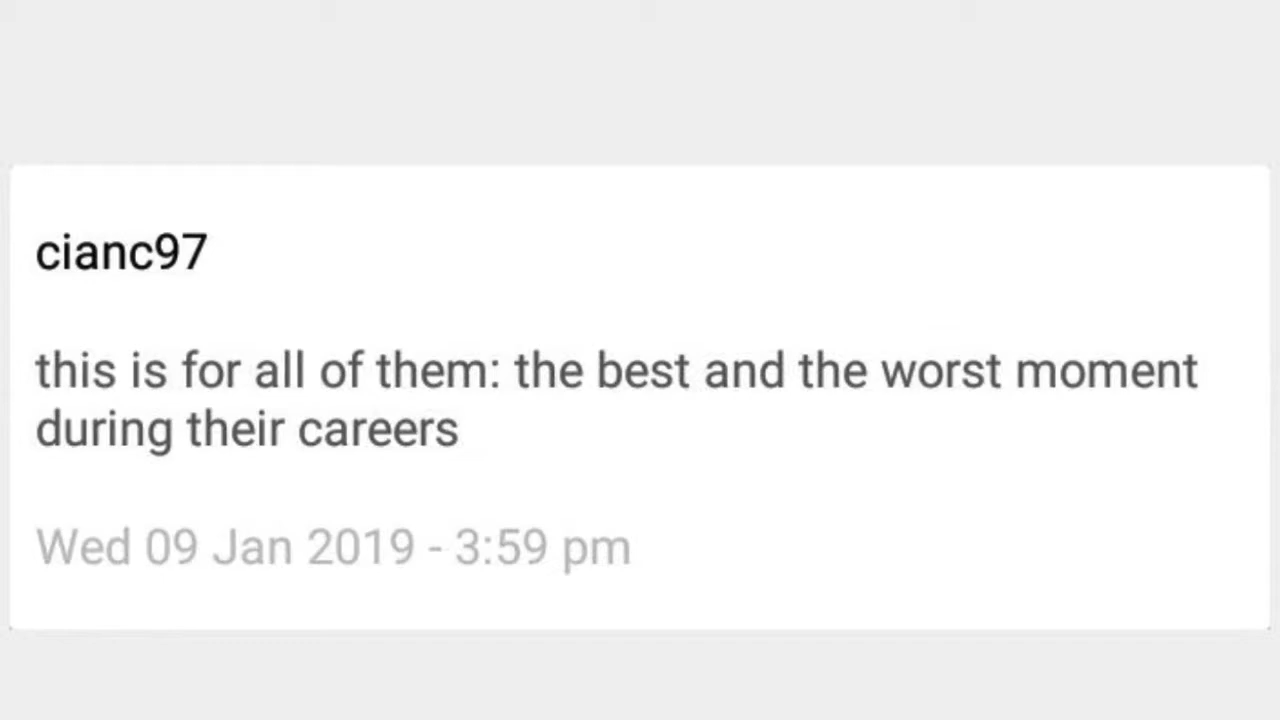 cianc97
this is for all of them: the best and the worst moment
during their careers
Wed 09 Jan 2019 - 3:59 pm